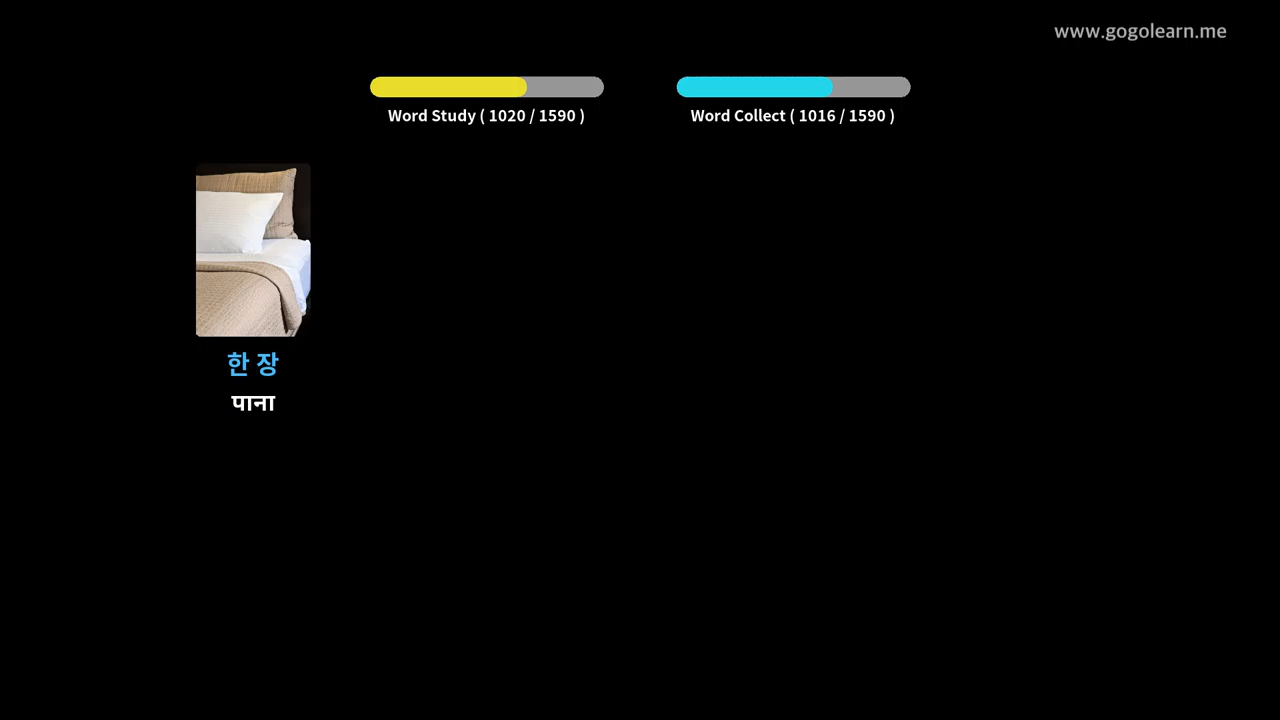 www.gogolearn.me
Word Study ( 1020 / 1590 )
Word Collect ( 1016 / 1590 )
한 장
पाना